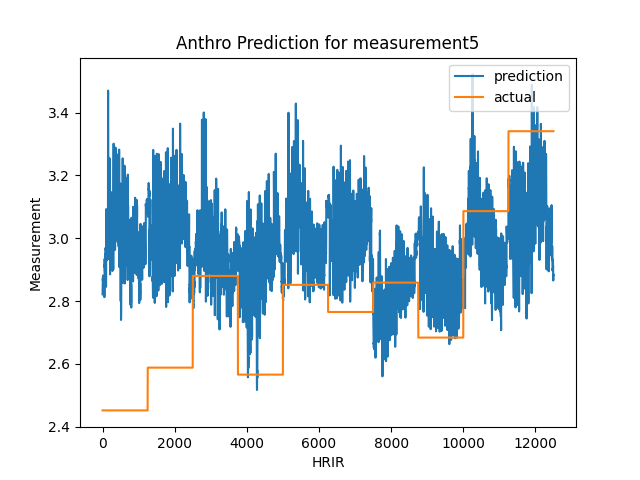 Anthro Prediction for measurement5
prediction
actual
Measurement
3.4
3.2
3.0
2.8
2.6
2.4
0
2000
4000
6000
8000
10000
12000
HRIR